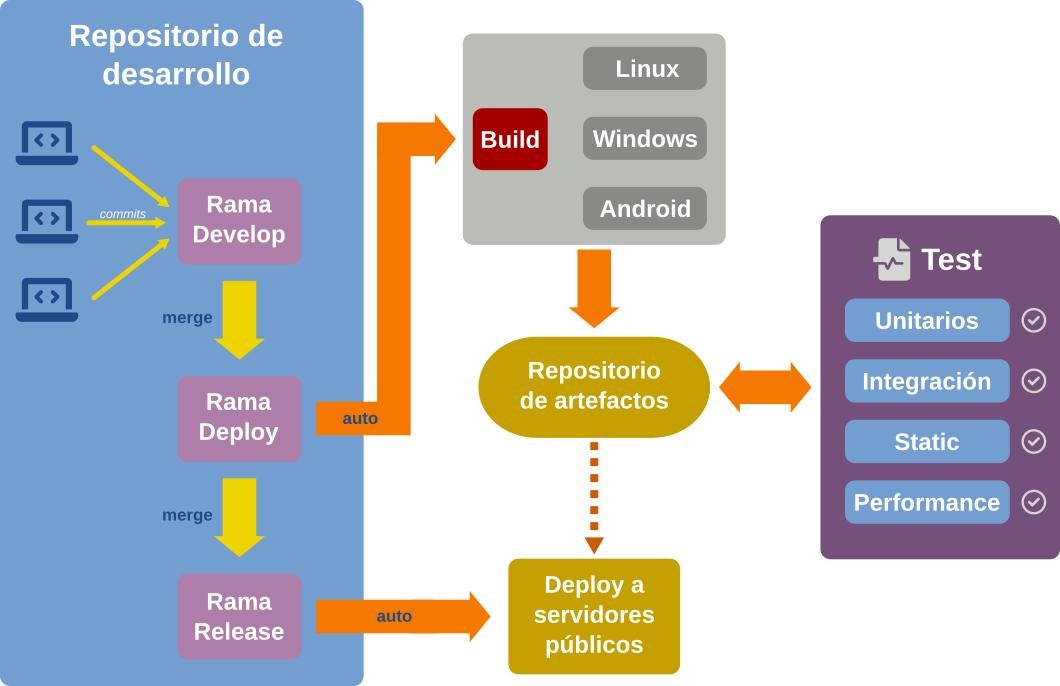 Repositorio de
desarrollo
commits
Rama
Develop
merge
Rama
Deploy
auto
merge
Rama
Release
auto
Build
Linux
Windows
Android
Repositorio
de artefactos
Deploy a
servidores
públicos
Test
Unitarios
Integración
Static
Performance